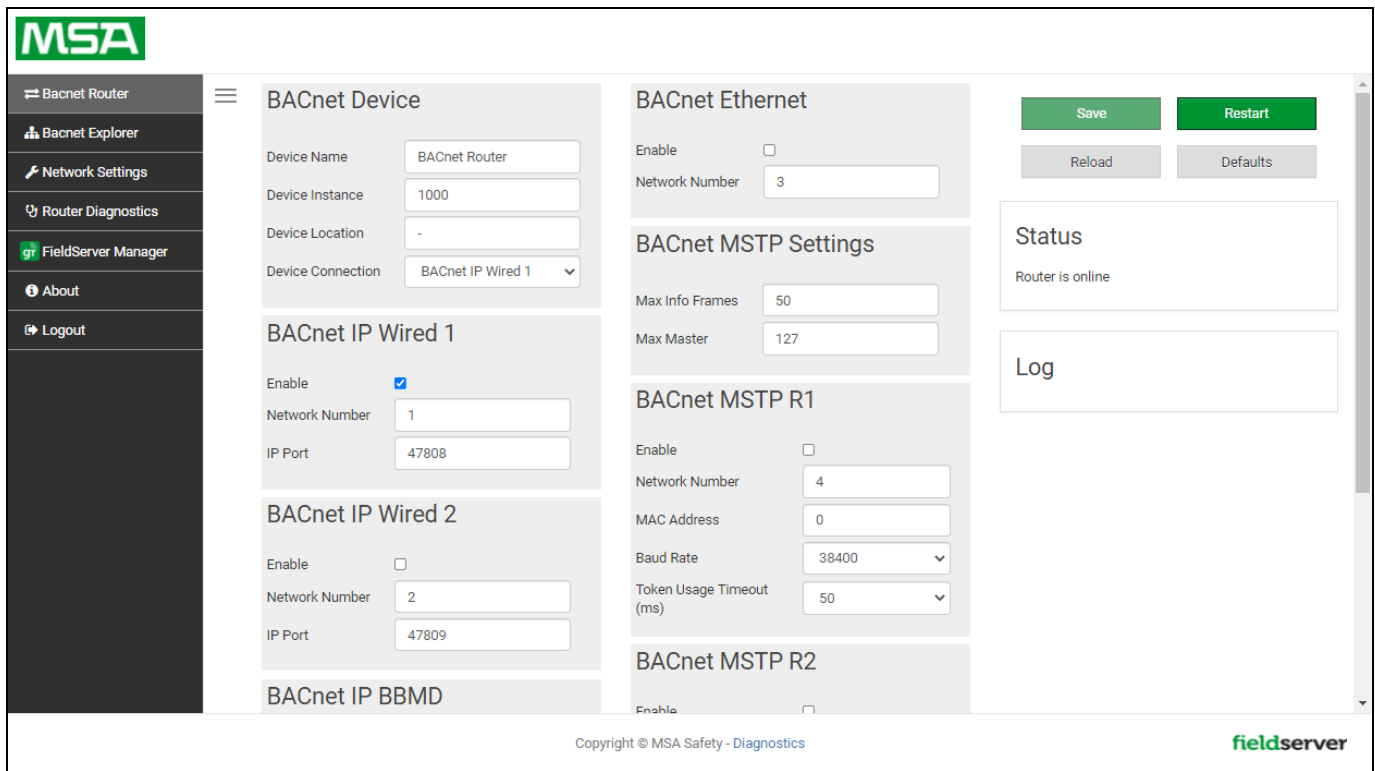 MSA
Bacnet Router
Bacnet Explorer
Network Settings
Router Diagnostics
gr FieldServer Manager
About
Logout
BACnet Device
Device Name BACnet Router
Device Instance 1000
Device Location -
Device Connection BACnet IP Wired 1
BACnet IP Wired 1
Enable
Network Number 1
IP Port 47808
BACnet IP Wired 2
Enable
Network Number 2
IP Port 47809
BACnet IP BBMD
BACnet Ethernet
Enable
Network Number 3
BACnet MSTP Settings
Max Info Frames 50
Max Master 127
BACnet MSTP R1
Enable
Network Number 4
MAC Address 0
Baud Rate 38400
Token Usage Timeout
(ms) 50
BACnet MSTP R2
Enable
Save Restart
Reload Defaults
Status
Router is online
Log
Copyright © MSA Safety - Diagnostics
fieldserver